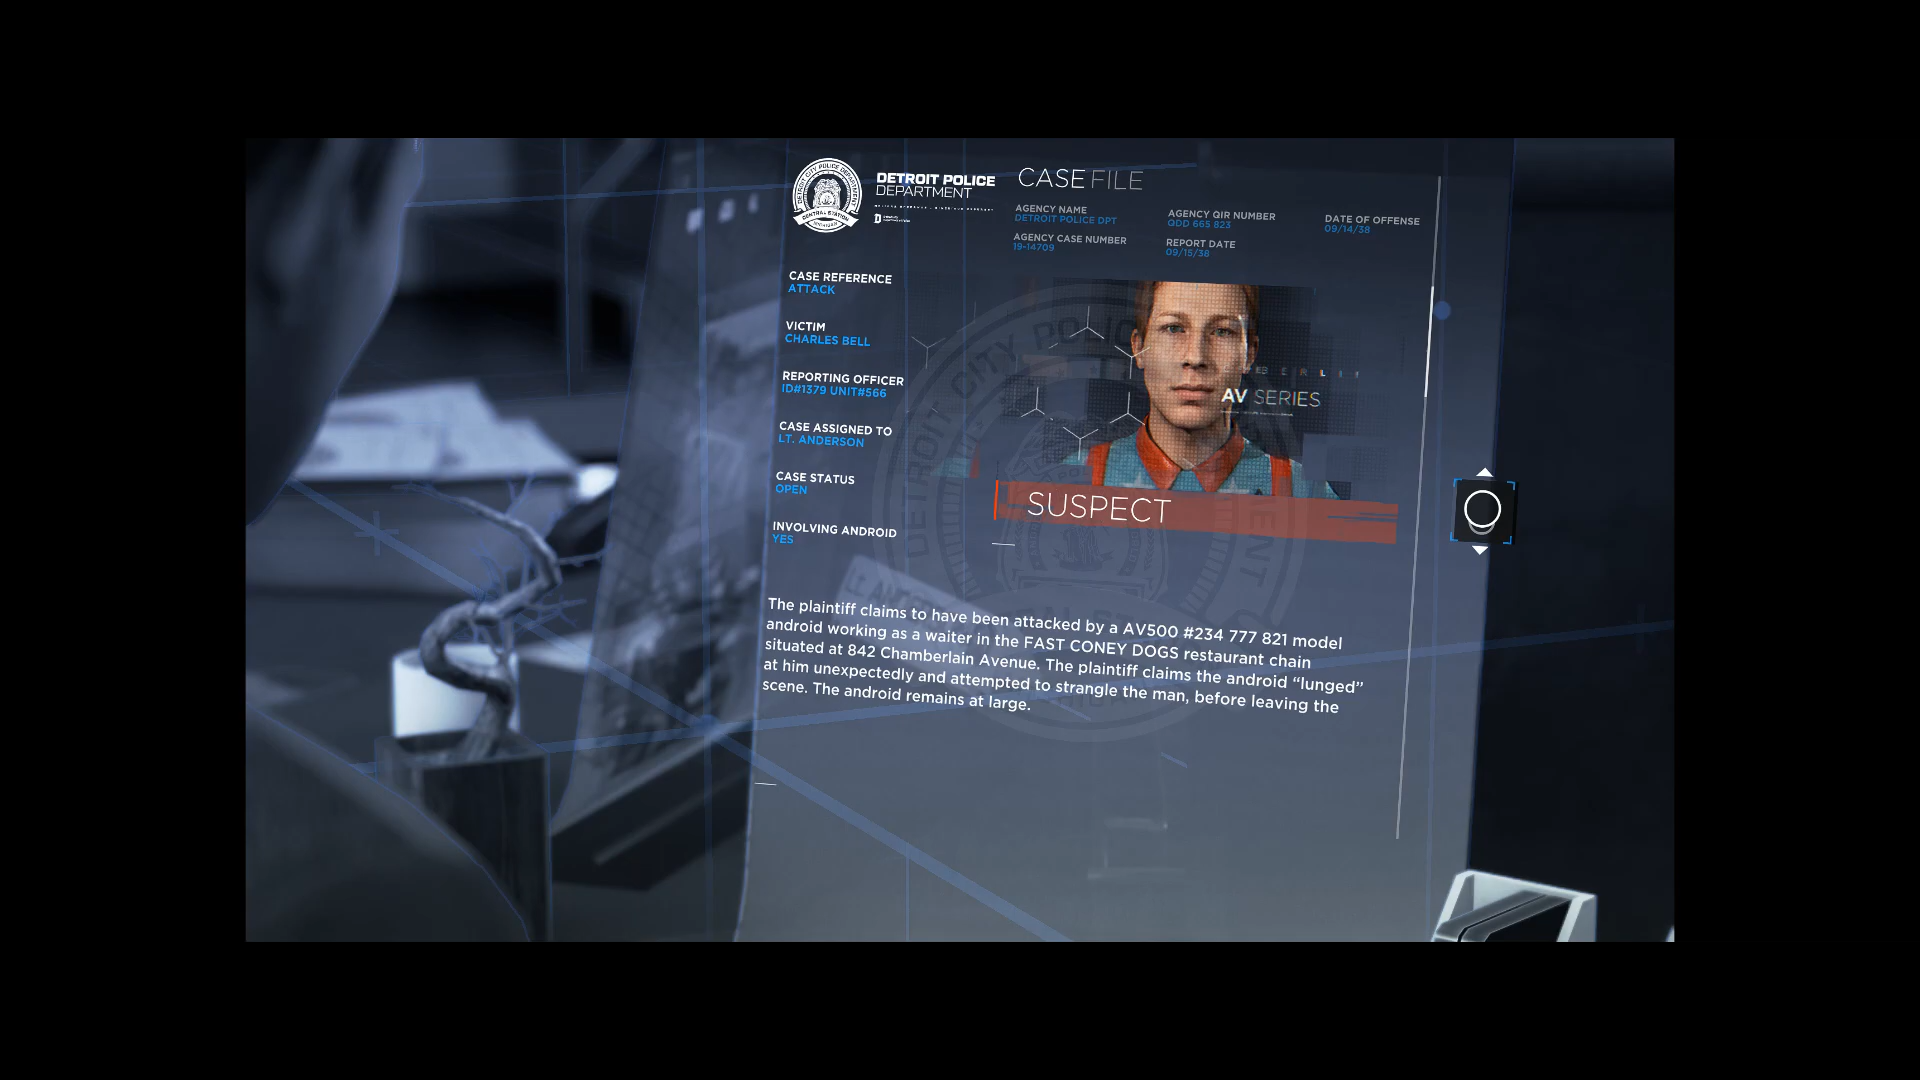 DETROIT POLICE
DEPARTMENT
CENTRAL STATION
CASE FILE
AGENCY NAME
DETROIT POLICE DPT
AGENCY QIR NUMBER
QDD 665 823
DATE OF OFFENSE
09/14/38
AGENCY CASE NUMBER
19-14709
REPORT DATE
09/15/38
CASE REFERENCE
ATTACK
VICTIM
CHARLES BELL
REPORTING OFFICER
ID#1379 UNIT#566
CASE ASSIGNED TO
LT. ANDERSON
CASE STATUS
OPEN
INVOLVING ANDROID
YES
AV SERIES
SUSPECT
The plaintiff claims to have been attacked by a AV500 #234 777 821 model
android working as a waiter in the FAST CONEY DOGS restaurant chain
situated at 842 Chamberlain Avenue. The plaintiff claims the android “lunged”
at him unexpectedly and attempted to strangle the man, before leaving the
scene. The android remains at large.